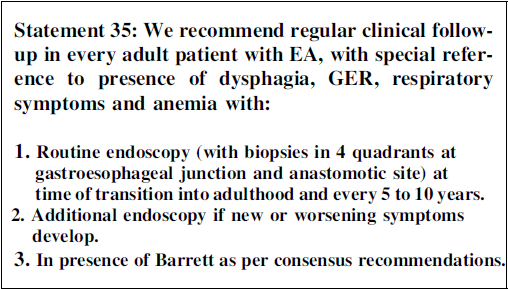 Statement 35: We recommend regular clinical follow-
up in every adult patient with EA, with special refer-
ence to presence of dysphagia, GER, respiratory
symptoms and anemia with:
1. Routine endoscopy (with biopsies in 4 quadrants at
gastroesophageal junction and anastomotic site) at
time of transition into adulthood and every 5 to 10 years.
2. Additional endoscopy if new or worsening symptoms
develop.
3. In presence of Barrett as per consensus recommendations.